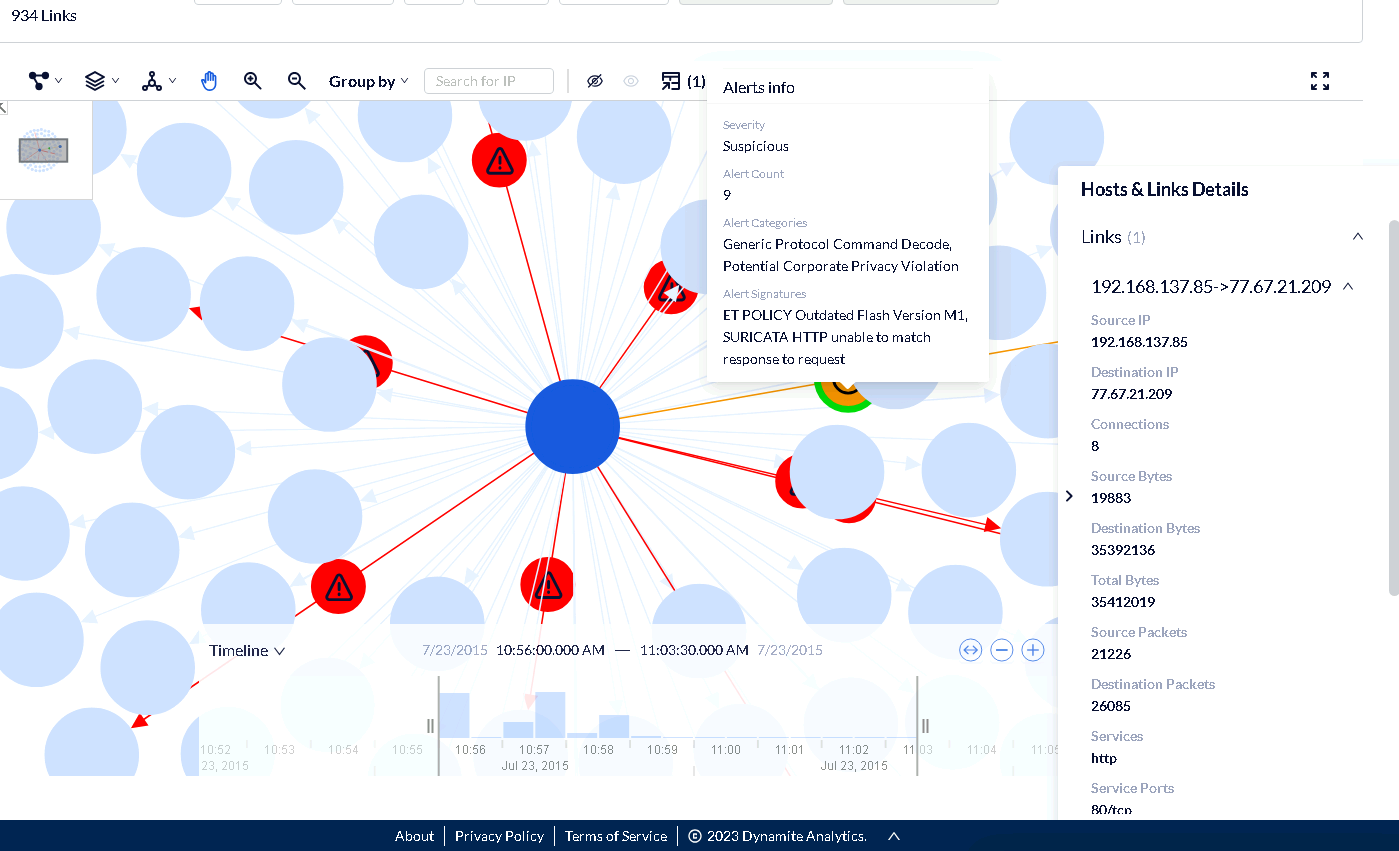 934 Links
Group by
Search for IP
(1)
Alerts info
Severity
Suspicious
Alert Count
9
Alert Categories
Generic Protocol Command Decode,
Potential Corporate Privacy Violation
Alert Signatures
ET POLICY Outdated Flash Version M1,
SURICATA HTTP unable to match
response to request
Hosts & Links Details
Links (1)
192.168.137.85->77.67.21.209
Source IP
192.168.137.85
Destination IP
77.67.21.209
Connections
8
Source Bytes
19883
Destination Bytes
35392136
Total Bytes
35412019
Source Packets
21226
Destination Packets
26085
Services
http
Service Ports
80/tcp
Timeline
7/23/2015 10:56:00.000 AM — 11:03:30.000 AM 7/23/2015
10:52 10:53 10:54 10:55 10:56 10:57 10:58 10:59 11:00 11:01 11:02 11:03 11:04 11:05
23, 2015 Jul 23, 2015 Jul 23, 2015
About Privacy Policy Terms of Service © 2023 Dynamite Analytics.